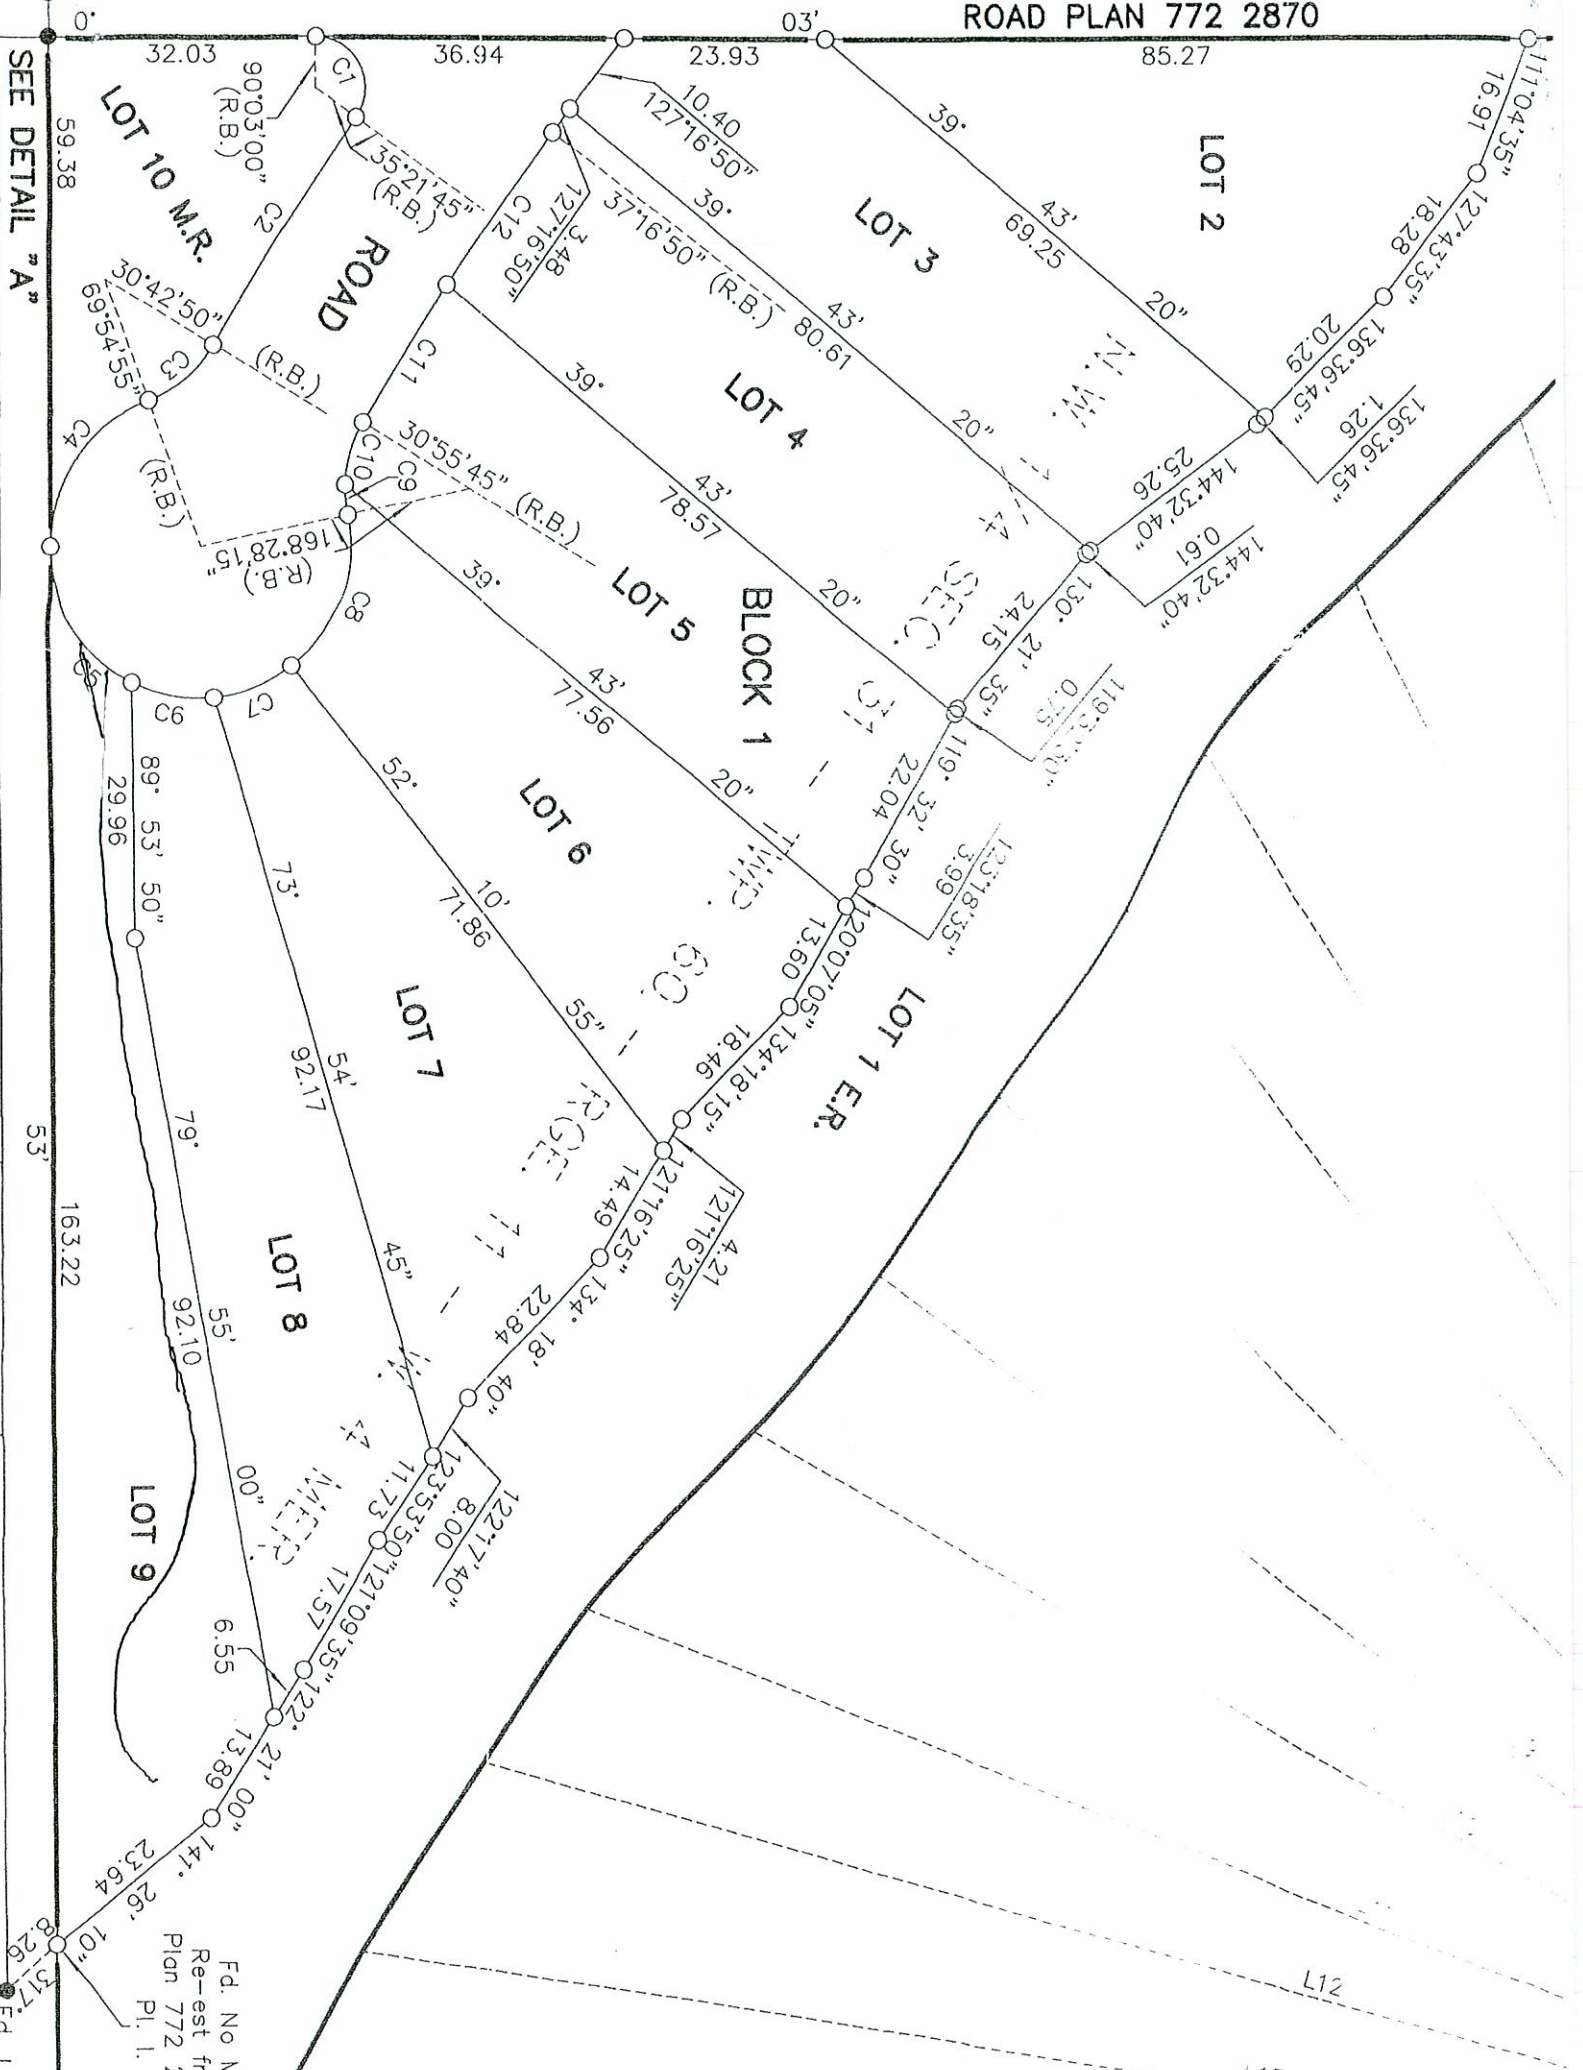 ROAD PLAN 772 2870
0°
03'
32.03
36.94
23.93
85.27
111°04'35"
16.91
127°43'35"
18.28
136°36'45"
20.29
136°36'45"
1.26
144°32'40"
25.26
144°32'40"
0.61
130° 21' 35"
24.15
0.75
119° 32' 30"
22.04
123°18'35"
3.99
120°07'05"
13.60
134°18'15"
18.46
121°16'25"
4.21
121°16'25"
14.49
134° 18' 40"
22.84
122°17'40"
8.00
123°53'50"
11.73
121°09'35"
17.57
122° 21' 00"
6.55
13.89
141° 26' 10"
23.64
8.26
317°
SEE DETAIL "A"
59.38
53'
163.22
LOT 10 M.R.
90°03'00"
(R.B.)
C1
35°21'45"
(R.B.)
C2
ROAD
30°42'50"
(R.B.)
69°54'55"
(R.B.)
C3
C4
C5
C6
C7
C8
C9
C10
C11
C12
10.40
127°16'50"
3.48
127°16'50"
37°16'50" (R.B.)
30°55'45" (R.B.)
168°28'15"
(R.B.)
LOT 2
39° 43' 20"
69.25
LOT 3
39° 43' 20"
80.61
LOT 4
39° 43' 20"
78.57
LOT 5
39° 43' 20"
77.56
BLOCK 1
LOT 6
52° 10' 55"
71.86
LOT 7
73° 54' 45"
92.17
LOT 8
89° 53' 50"
29.96
79° 55' 00"
92.10
LOT 9
LOT 1 E.R.
N. W. 1/4 SEC. 31 - TWP. 60 - RGE. 11 - W. 4 MER.
L12
Fd. No
Re-est
Plan 772
Pl. I.